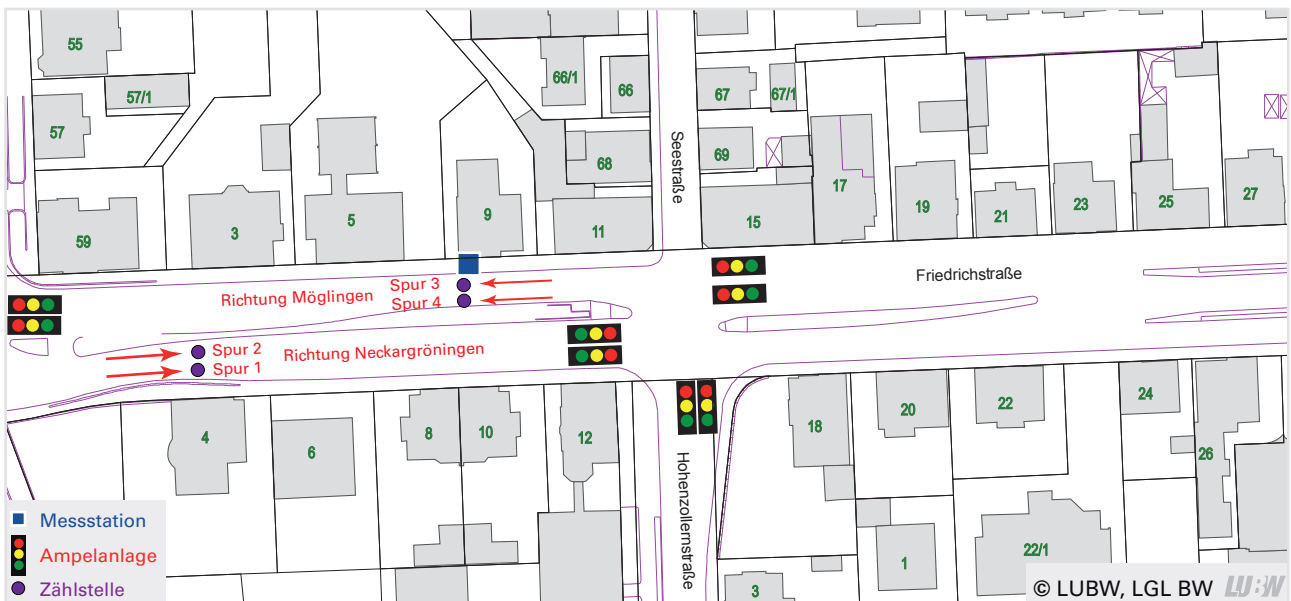 55
57/1
57
59
3
5
9
66/1
66
68
11
Seestraße
67
67/1
69
15
17
19
21
23
25
27
Friedrichstraße
Richtung Möglingen
Spur 3
Spur 4
Spur 2
Spur 1
Richtung Neckargröningen
4
6
8
10
12
Hohenzollernstraße
18
20
22
24
26
1
22/1
3
Messstation
Ampelanlage
Zählstelle
© LUBW, LGL BW LUBW